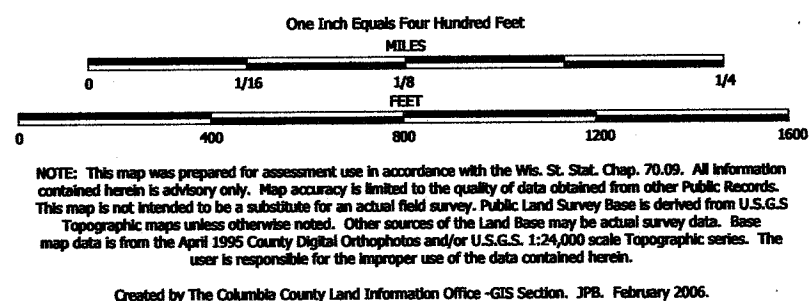 One Inch Equals Four Hundred Feet
MILES
0 1/16 1/8 1/4
FEET
0 400 800 1200 1600
NOTE: This map was prepared for assessment use in accordance with the Wis. St. Stat. Chap. 70.09. All information
contained herein is advisory only. Map accuracy is limited to the quality of data obtained from other Public Records.
This map is not intended to be a substitute for an actual field survey. Public Land Survey Base is derived from U.S.G.S
Topographic maps unless otherwise noted. Other sources of the Land Base may be actual survey data. Base
map data is from the April 1995 County Digital Orthophotos and/or U.S.G.S. 1:24,000 scale Topographic series. The
user is responsible for the improper use of the data contained herein.
Created by The Columbia County Land Information Office -GIS Section. JPB. February 2006.